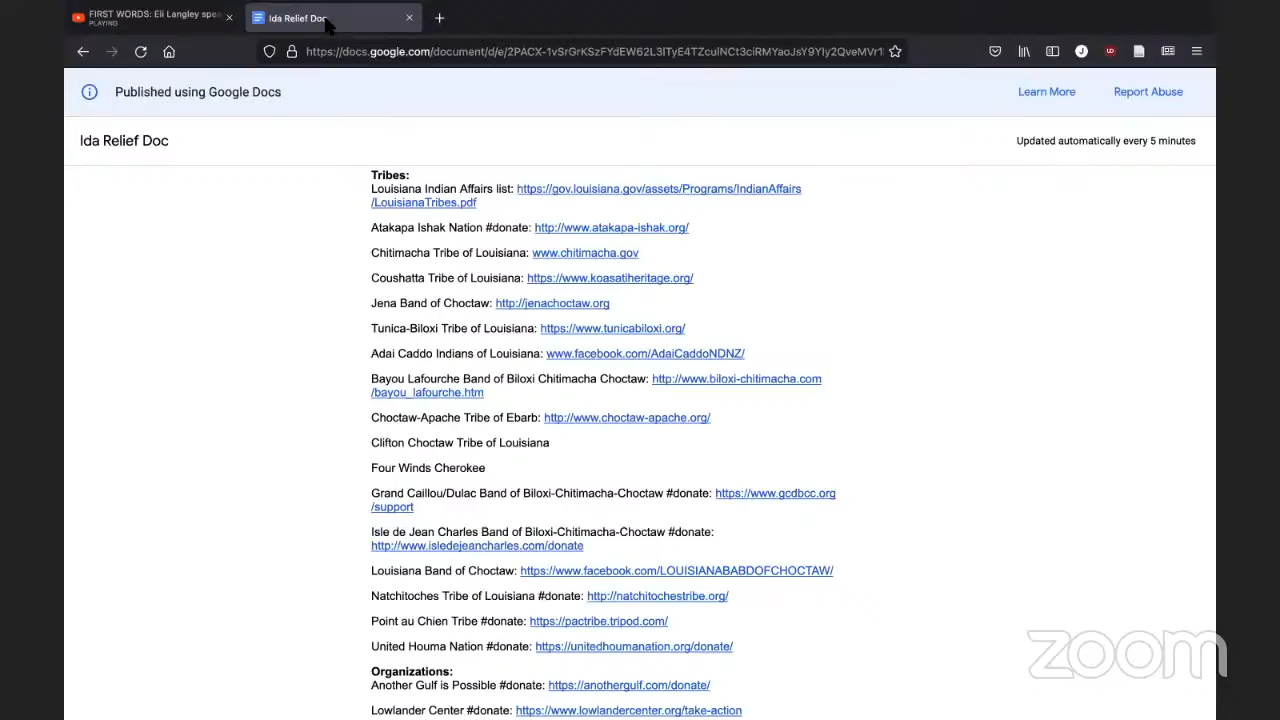 FIRST WORDS: Eli Langley spea
PLAYING
Ida Relief Doc
https://docs.google.com/document/d/e/2PACX-1vSrGrKSzFYdEW62L3ITyE4TZculNCt3ciRMYaoJsY9YIy2QveMVr1
Published using Google Docs
Learn More
Report Abuse
Ida Relief Doc
Updated automatically every 5 minutes
Tribes:
Louisiana Indian Affairs list: https://gov.louisiana.gov/assets/Programs/IndianAffairs
/LouisianaTribes.pdf
Atakapa Ishak Nation #donate: http://www.atakapa-ishak.org/
Chitimacha Tribe of Louisiana: www.chitimacha.gov
Coushatta Tribe of Louisiana: https://www.koasatiheritage.org/
Jena Band of Choctaw: http://jenachoctaw.org
Tunica-Biloxi Tribe of Louisiana: https://www.tunicabiloxi.org/
Adai Caddo Indians of Louisiana: www.facebook.com/AdaiCaddoNDNZ/
Bayou Lafourche Band of Biloxi Chitimacha Choctaw: http://www.biloxi-chitimacha.com
/bayou_lafourche.htm
Choctaw-Apache Tribe of Ebarb: http://www.choctaw-apache.org/
Clifton Choctaw Tribe of Louisiana
Four Winds Cherokee
Grand Caillou/Dulac Band of Biloxi-Chitimacha-Choctaw #donate: https://www.gcdbcc.org
/support
Isle de Jean Charles Band of Biloxi-Chitimacha-Choctaw #donate:
http://www.isledejeancharles.com/donate
Louisiana Band of Choctaw: https://www.facebook.com/LOUISIANABABDOFCHOCTAW/
Natchitoches Tribe of Louisiana #donate: http://natchitochestribe.org/
Point au Chien Tribe #donate: https://pactribe.tripod.com/
United Houma Nation #donate: https://unitedhoumanation.org/donate/
Organizations:
Another Gulf is Possible #donate: https://anothergulf.com/donate/
Lowlander Center #donate: https://www.lowlandercenter.org/take-action
zoom